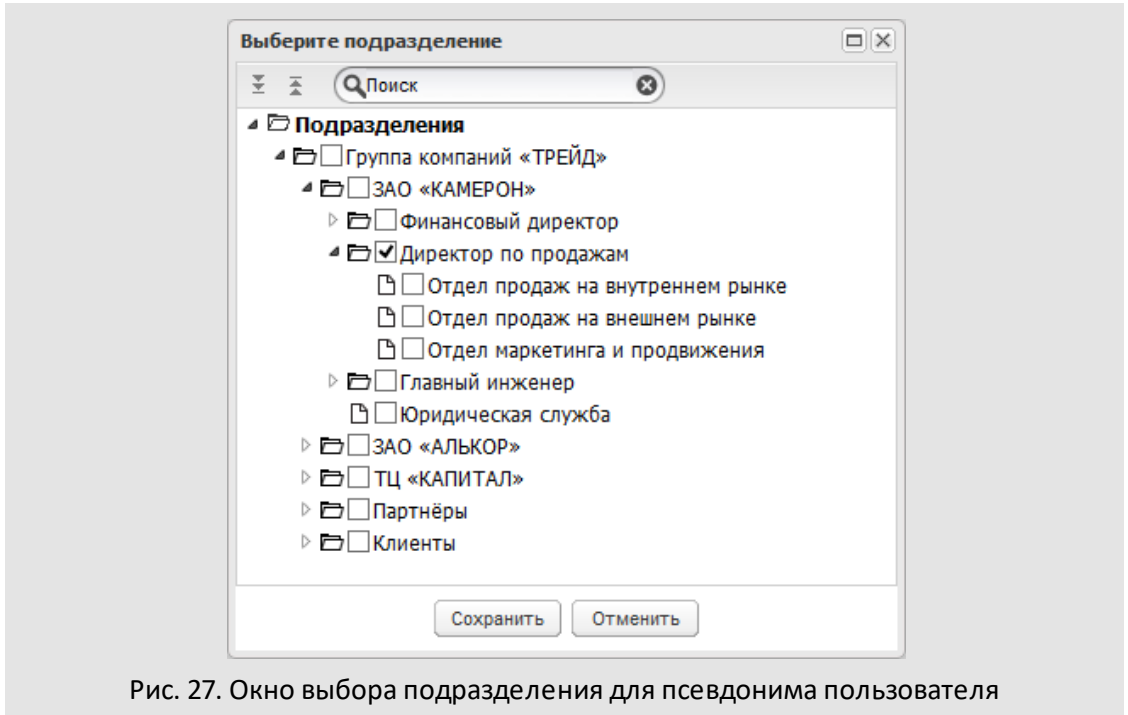 Выберите подразделение
Поиск
Подразделения
Группа компаний «ТРЕЙД»
ЗАО «КАМЕРОН»
Финансовый директор
Директор по продажам
Отдел продаж на внутреннем рынке
Отдел продаж на внешнем рынке
Отдел маркетинга и продвижения
Главный инженер
Юридическая служба
ЗАО «АЛЬКОР»
ТЦ «КАПИТАЛ»
Партнёры
Клиенты
Сохранить Отменить
Рис. 27. Окно выбора подразделения для псевдонима пользователя